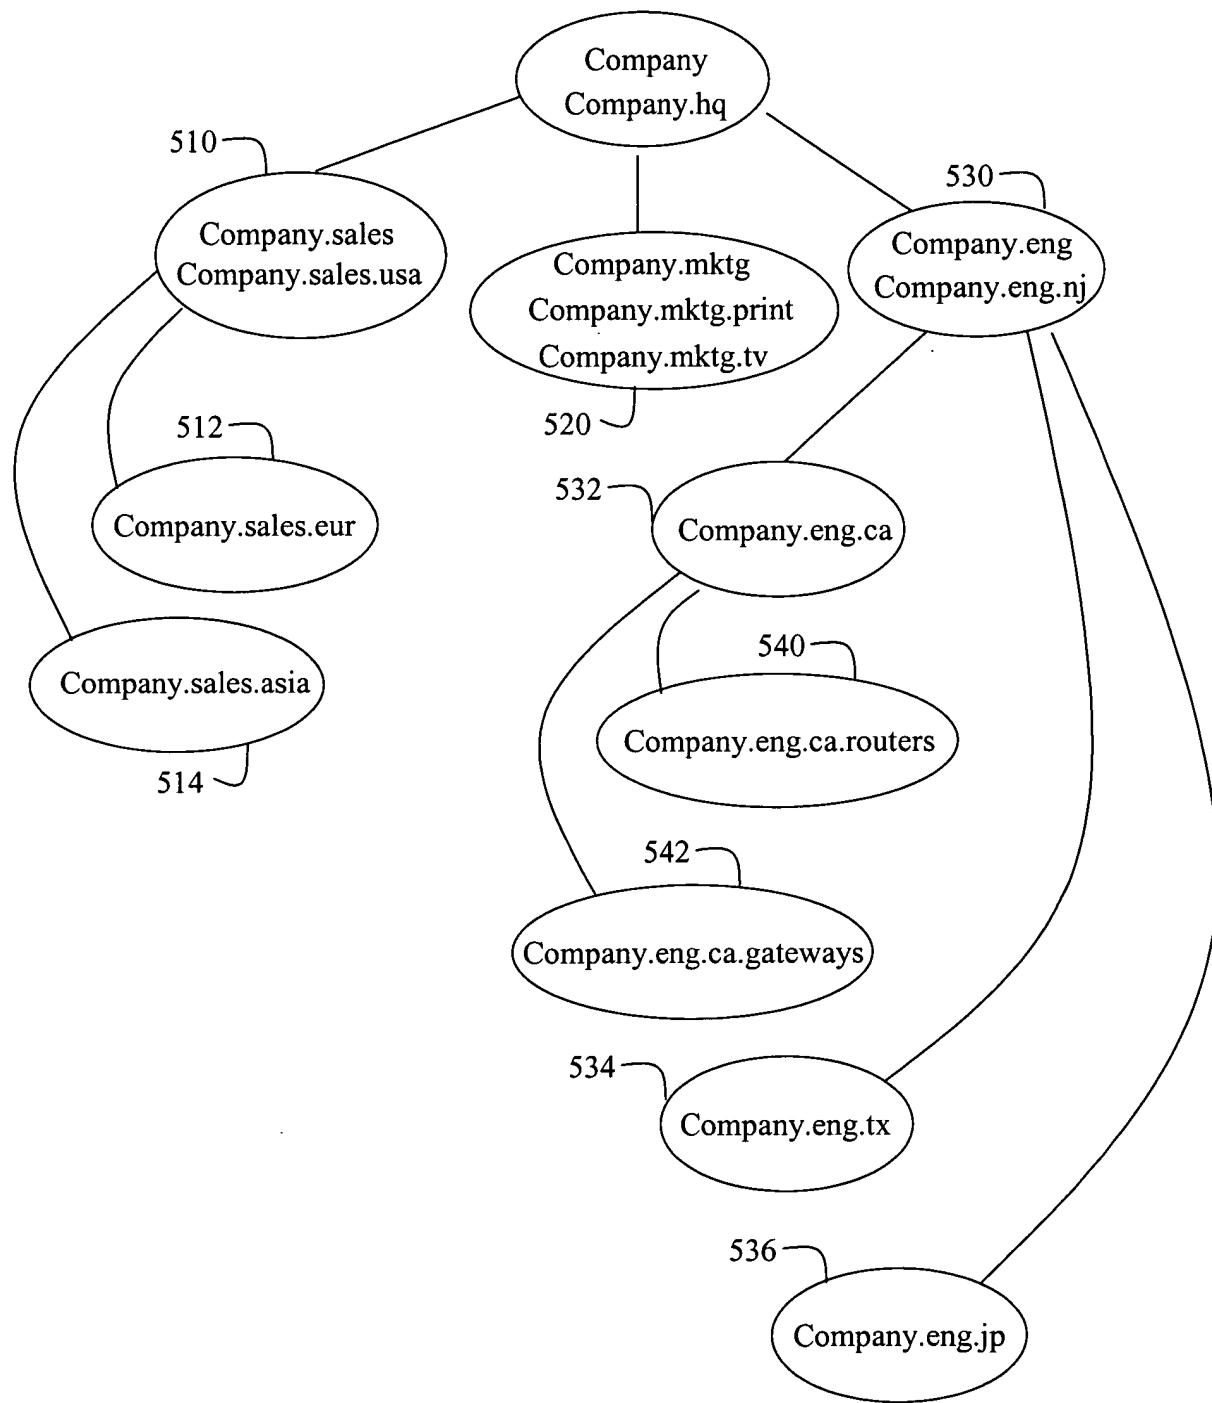 Company
Company.hq
510
530
Company.sales
Company.sales.usa
Company.mktg
Company.mktg.print
Company.mktg.tv
Company.eng
Company.eng.nj
520
512
532
Company.sales.eur
Company.eng.ca
540
Company.sales.asia
Company.eng.ca.routers
514
542
Company.eng.ca.gateways
534
Company.eng.tx
536
Company.eng.jp